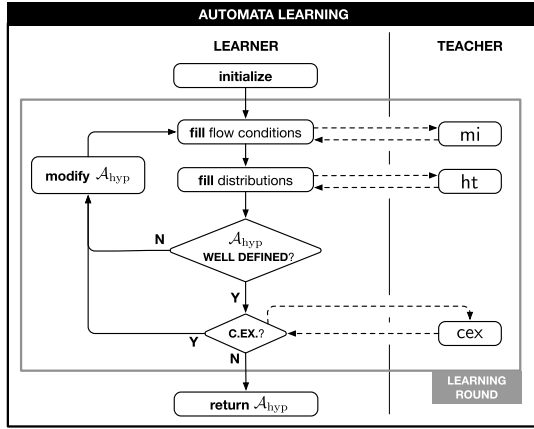 AUTOMATA LEARNING
LEARNER
TEACHER
initialize
fill flow conditions
mi
modify 𝒜hyp
fill distributions
ht
N
𝒜hyp
WELL DEFINED?
Y
C.EX.?
cex
Y
N
LEARNING
ROUND
return 𝒜hyp